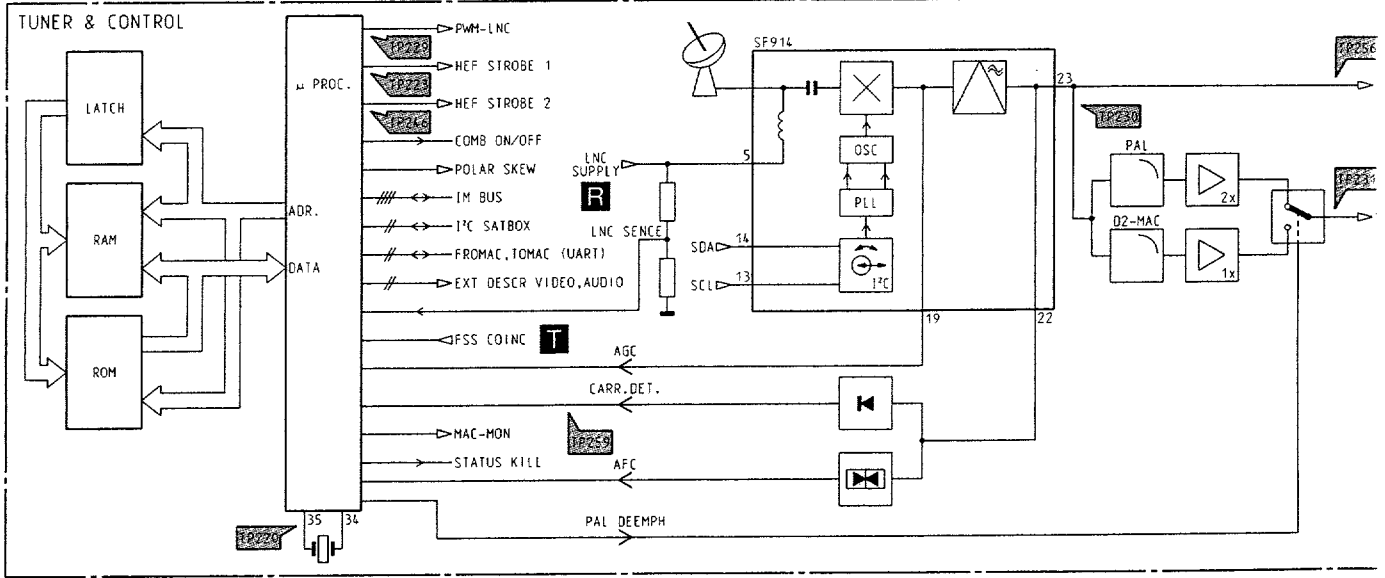 TUNER & CONTROL
LATCH
RAM
ROM
µ PROC.
ADR.
DATA
35
34
TP220
PWM-LNC
TP229
HEF STROBE 1
TP223
HEF STROBE 2
TP246
COMB ON/OFF
POLAR SKEW
IM BUS
I²C SATBOX
FROMAC,TOMAC (UART)
EXT DESCR VIDEO,AUDIO
FSS COINC
T
AGC
CARR.DET.
TP259
MAC-MON
STATUS KILL
AFC
PAL DEEMPH
LNC
SUPPLY
R
LNC SENCE
SF914
5
OSC
PLL
SDA
14
SCL
13
I²C
19
22
23
TP256
TP230
PAL
2x
D2-MAC
1x